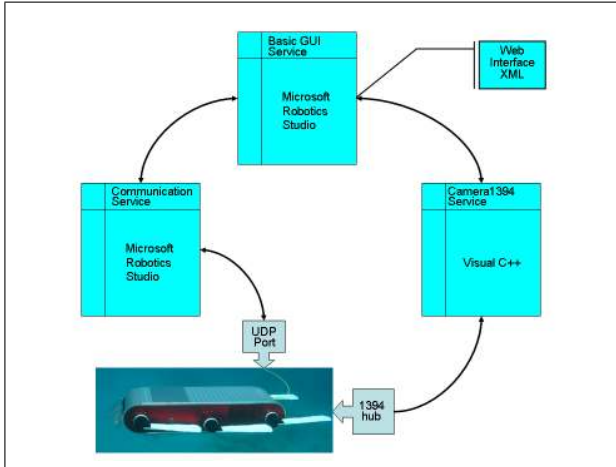 Basic GUI
Service
Microsoft
Robotics
Studio
Web
Interface
XML
Communication
Service
Microsoft
Robotics
Studio
Camera1394
Service
Visual C++
UDP
Port
1394
hub